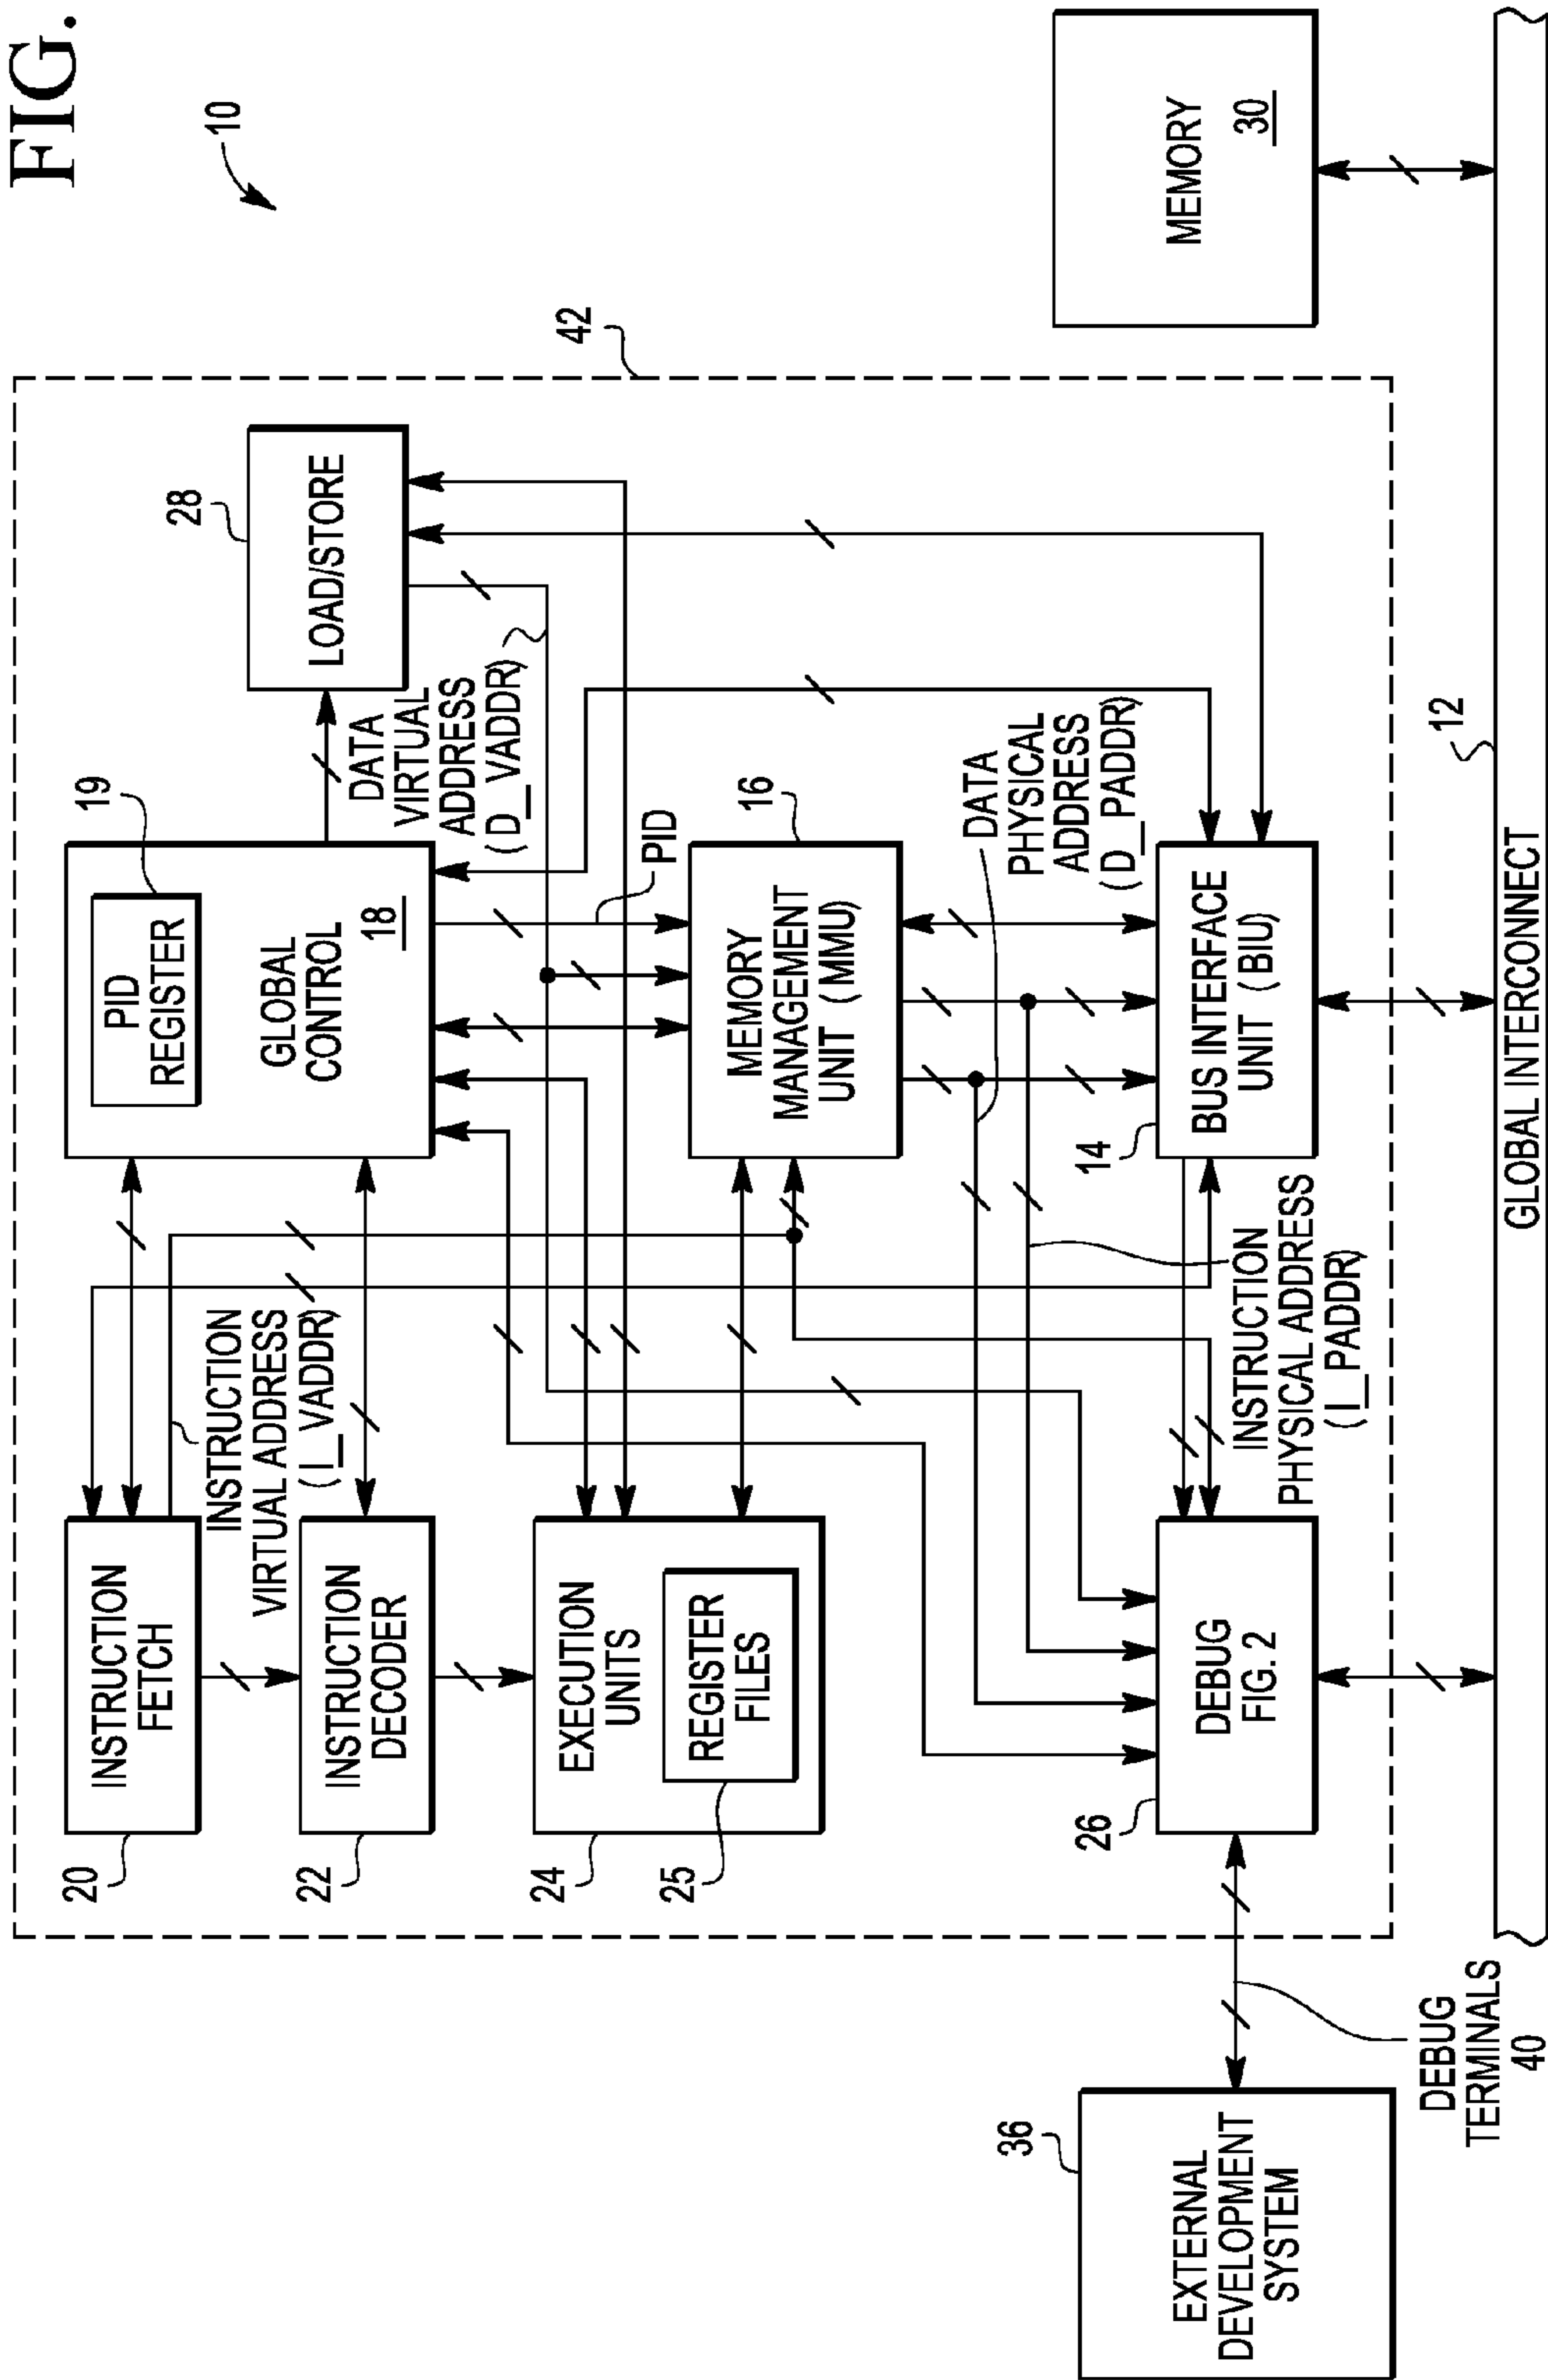 FIG.
10
42
20
INSTRUCTION
FETCH
22
INSTRUCTION
DECODER
24
EXECUTION
UNITS
25
REGISTER
FILES
INSTRUCTION
VIRTUAL ADDRESS
(I_VADDR)
19
PID
REGISTER
GLOBAL
CONTROL
18
28
LOAD/STORE
DATA
VIRTUAL
ADDRESS
(D_VADDR)
PID
16
MEMORY
MANAGEMENT
UNIT (MMU)
DATA
PHYSICAL
ADDRESS
(D_PADDR)
14
BUS INTERFACE
UNIT (BIU)
INSTRUCTION
PHYSICAL ADDRESS
(I_PADDR)
26
DEBUG
FIG. 2
36
EXTERNAL
DEVELOPMENT
SYSTEM
DEBUG
TERMINALS
40
MEMORY
30
12
GLOBAL INTERCONNECT